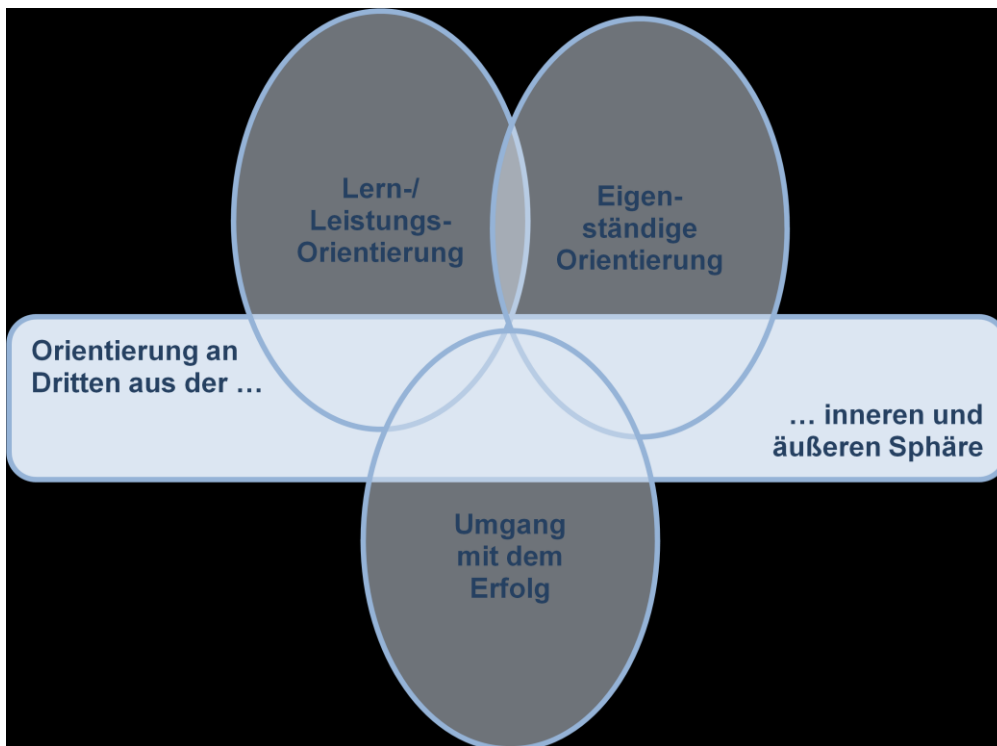 Lern-/
Leistungs-
Orientierung
Eigen-
ständige
Orientierung
Orientierung an
Dritten aus der …
… inneren und
äußeren Sphäre
Umgang
mit dem
Erfolg